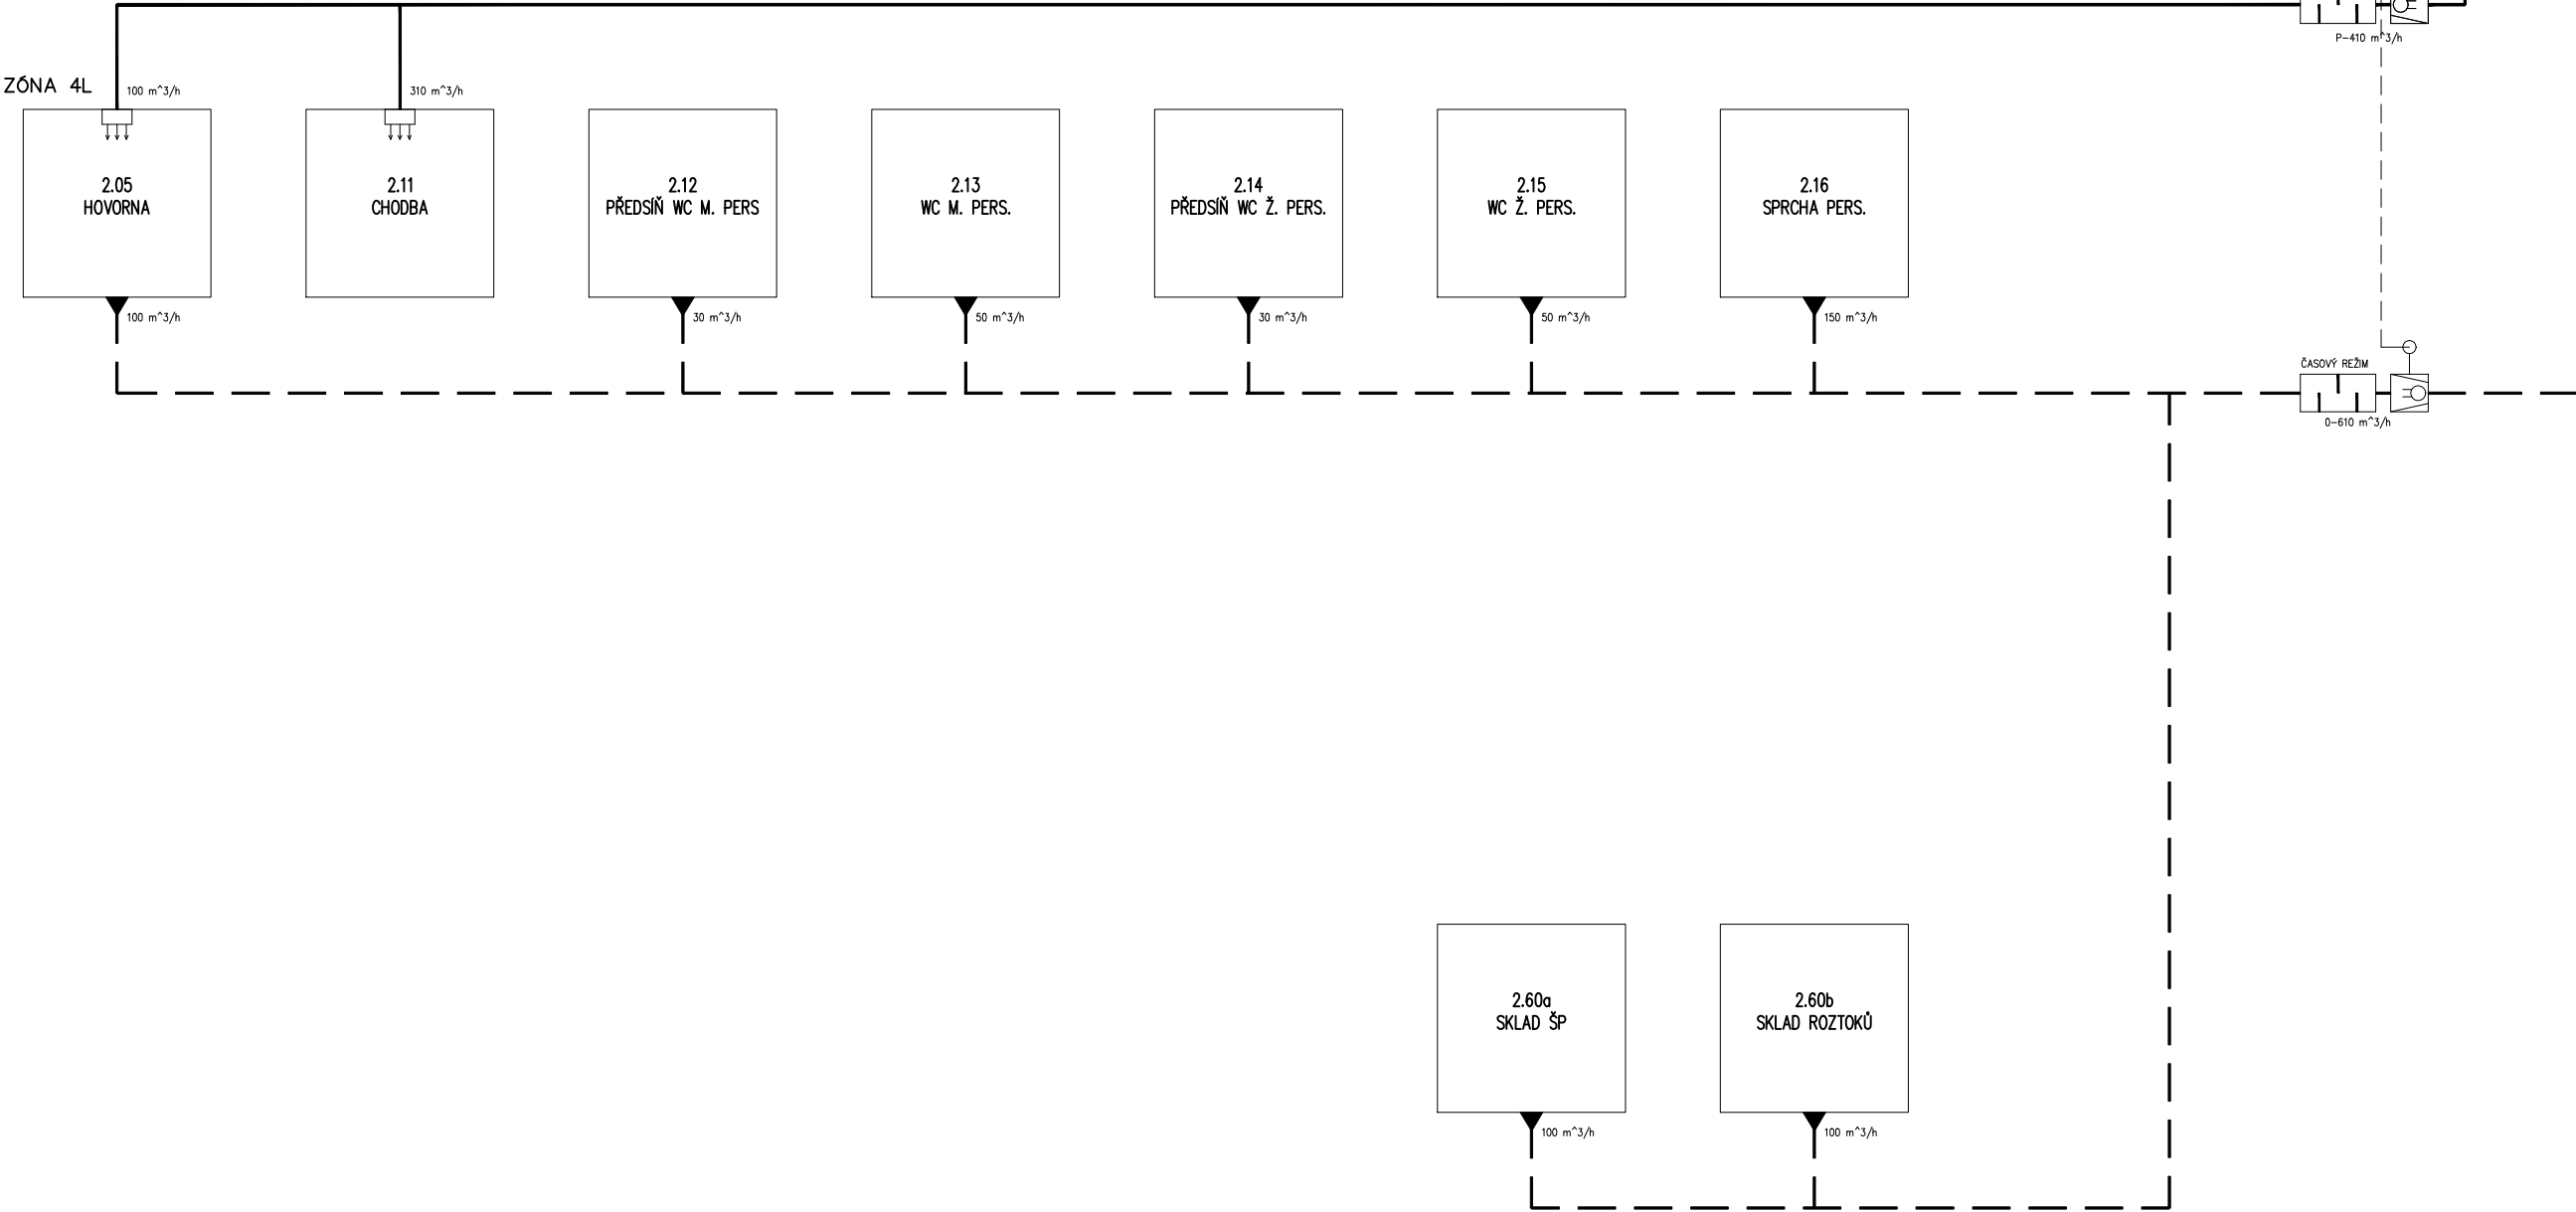 P-410 m^3/h
ZÓNA 4L
100 m^3/h
310 m^3/h
2.05
HOVORNA
2.11
CHODBA
2.12
PŘEDSÍŇ WC M. PERS
2.13
WC M. PERS.
2.14
PŘEDSÍŇ WC Ž. PERS.
2.15
WC Ž. PERS.
2.16
SPRCHA PERS.
100 m^3/h
30 m^3/h
50 m^3/h
30 m^3/h
50 m^3/h
150 m^3/h
ČASOVÝ REŽIM
O-610 m^3/h
2.60a
SKLAD ŠP
2.60b
SKLAD ROZTOKŮ
100 m^3/h
100 m^3/h